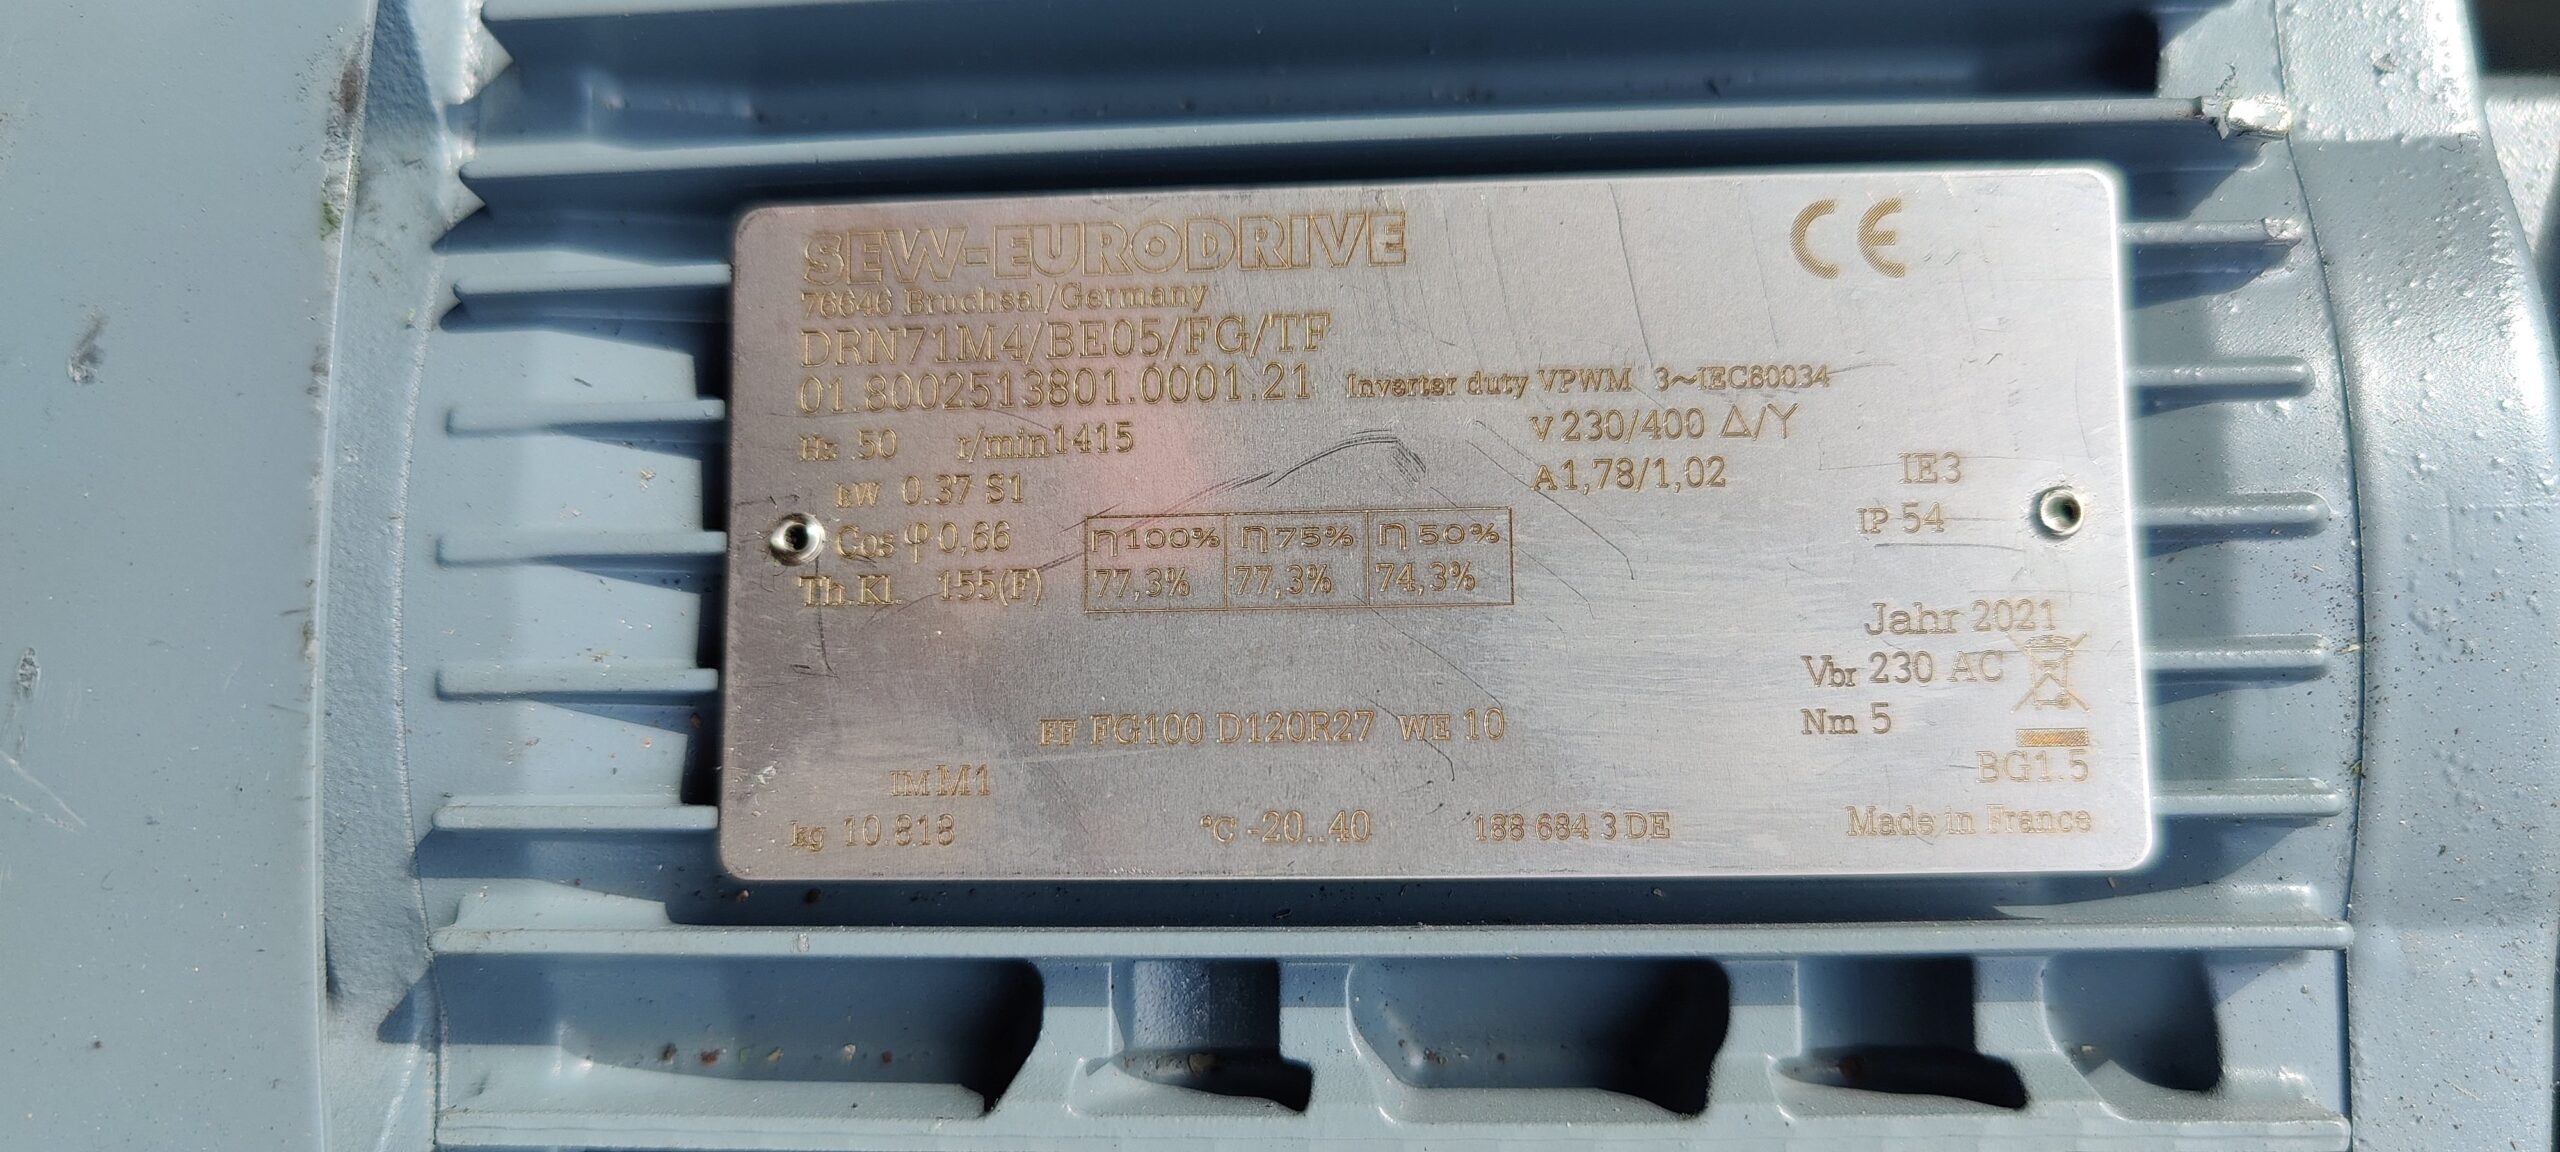 SEW-EURODRIVE CE
76646 Bruchsal/Germany
DRN71M4/BE05/FG/TF
01.8002513801.0001.21 Inverter duty VPWM 3~IEC60034
Hz 50 r/min1415 V 230/400 Δ/Y
kW 0.37 S1 A1,78/1,02 IE3
Cos φ 0,66 IP 54
η100% η75% η50%
Th.Kl. 155(F) 77,3% 77,3% 74,3%
Jahr 2021
Vbr 230 AC
FF FG100 D120R27 WE 10 Nm 5
IM M1 BG1.5
kg 10.818 °C -20..40 188 684 3 DE Made in France